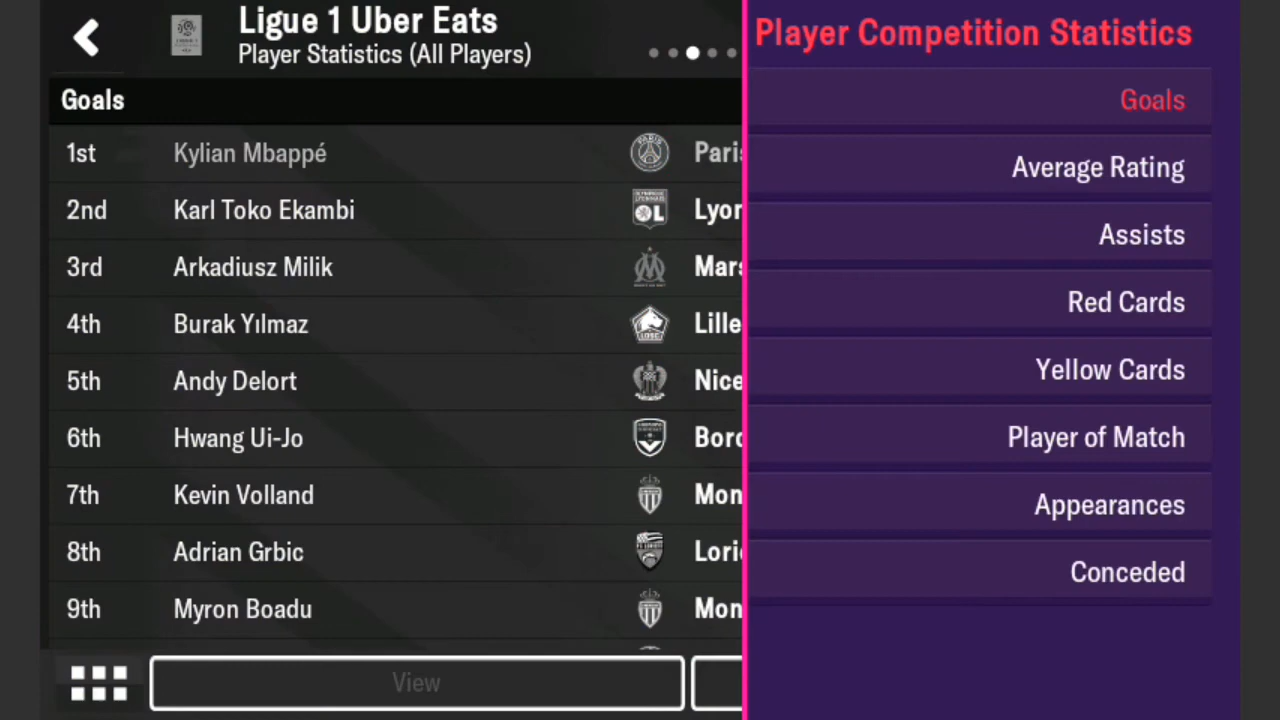 Ligue 1 Uber Eats
Player Statistics (All Players)
Goals
1st Kylian Mbappé
2nd Karl Toko Ekambi
3rd Arkadiusz Milik
4th Burak Yılmaz Lille
5th Andy Delort Nice
6th Hwang Ui-Jo
7th Kevin Volland
8th Adrian Grbic
9th Myron Boadu
View
Player Competition Statistics
Goals
Average Rating
Assists
Red Cards
Yellow Cards
Player of Match
Appearances
Conceded